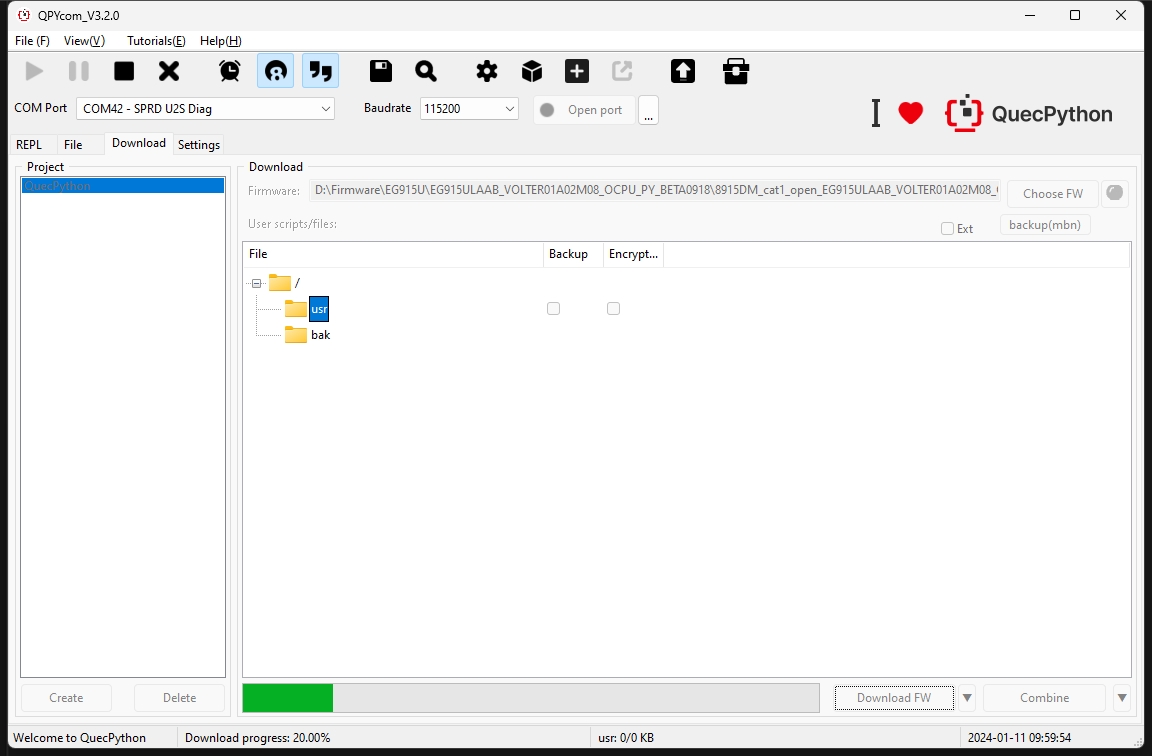 QPYcom_V3.2.0
File (F) View(V) Tutorials(E) Help(H)
COM Port COM42 - SPRD U2S Diag Baudrate 115200 Open port ... I QuecPython
REPL File Download Settings
Project Download
QuecPython
Firmware: D:\Firmware\EG915U\EG915ULAAB_VOLTER01A02M08_OCPU_PY_BETA0918\8915DM_cat1_open_EG915ULAAB_VOLTER01A02M08_ Choose FW
User scripts/files: Ext backup(mbn)
File Backup Encrypt...
/
usr
bak
Create Delete Download FW Combine
Welcome to QuecPython Download progress: 20.00% usr: 0/0 KB 2024-01-11 09:59:54